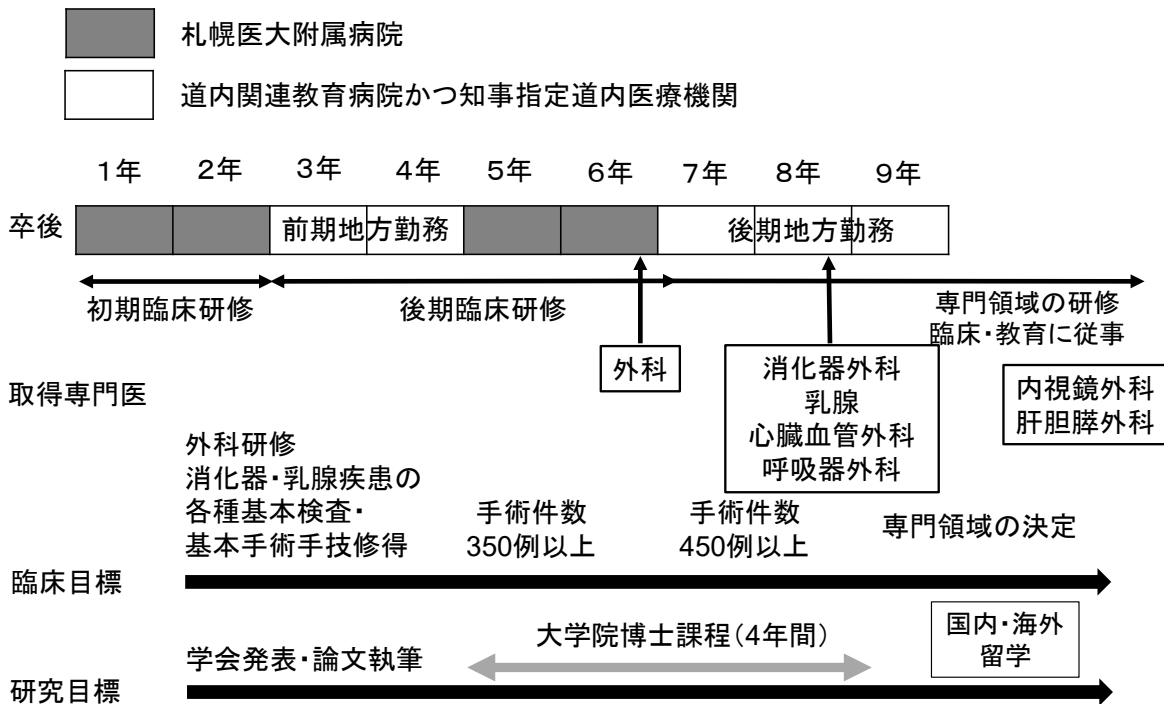 札幌医大附属病院
道内関連教育病院かつ知事指定道内医療機関
1年 2年 3年 4年 5年 6年 7年 8年 9年
卒後
前期地方勤務
後期地方勤務
初期臨床研修
後期臨床研修
専門領域の研修
臨床・教育に従事
取得専門医
外科
消化器外科
乳腺
心臓血管外科
呼吸器外科
内視鏡外科
肝胆膵外科
外科研修
消化器・乳腺疾患の
各種基本検査・
基本手術手技修得
手術件数
350例以上
手術件数
450例以上
専門領域の決定
臨床目標
学会発表・論文執筆
大学院博士課程(4年間)
国内・海外
留学
研究目標